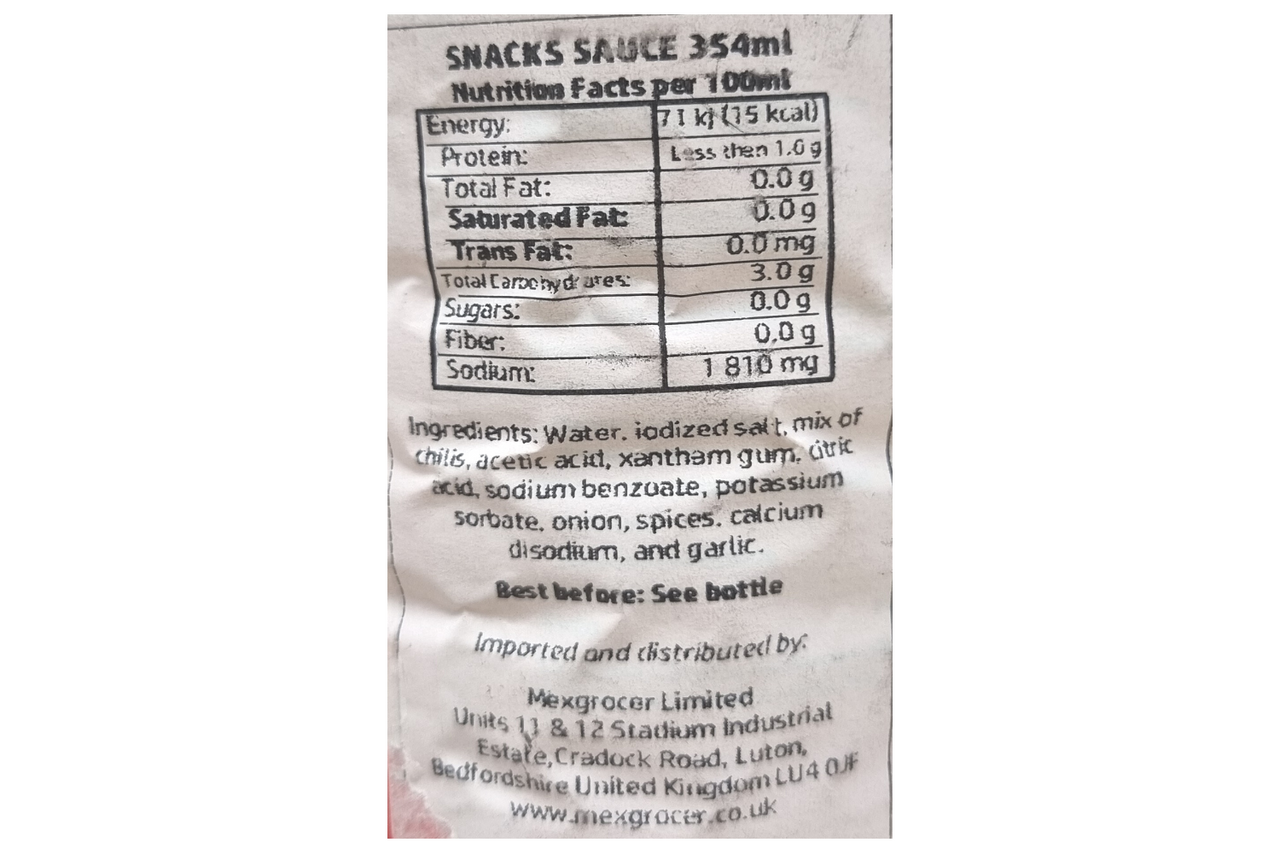 SNACKS SAUCE 354ml
Nutrition Facts per 100ml
Energy: 71 kj (15 kcal)
Protein: Less then 1.0 g
Total Fat: 0.0 g
Saturated Fat: 0.0 g
Trans Fat: 0.0 mg
Total Carbohydrates: 3.0 g
Sugars: 0.0 g
Fiber: 0.0 g
Sodium: 1 810 mg
Ingredients: Water, iodized salt, mix of
chilis, acetic acid, xantham gum, citric
acid, sodium benzoate, potassium
sorbate, onion, spices, calcium
disodium, and garlic.
Best before: See bottle
Imported and distributed by:
Mexgrocer Limited
Units 11 & 12 Stadium Industrial
Estate, Cradock Road, Luton,
Bedfordshire United Kingdom LU4 0JF
www.mexgrocer.co.uk